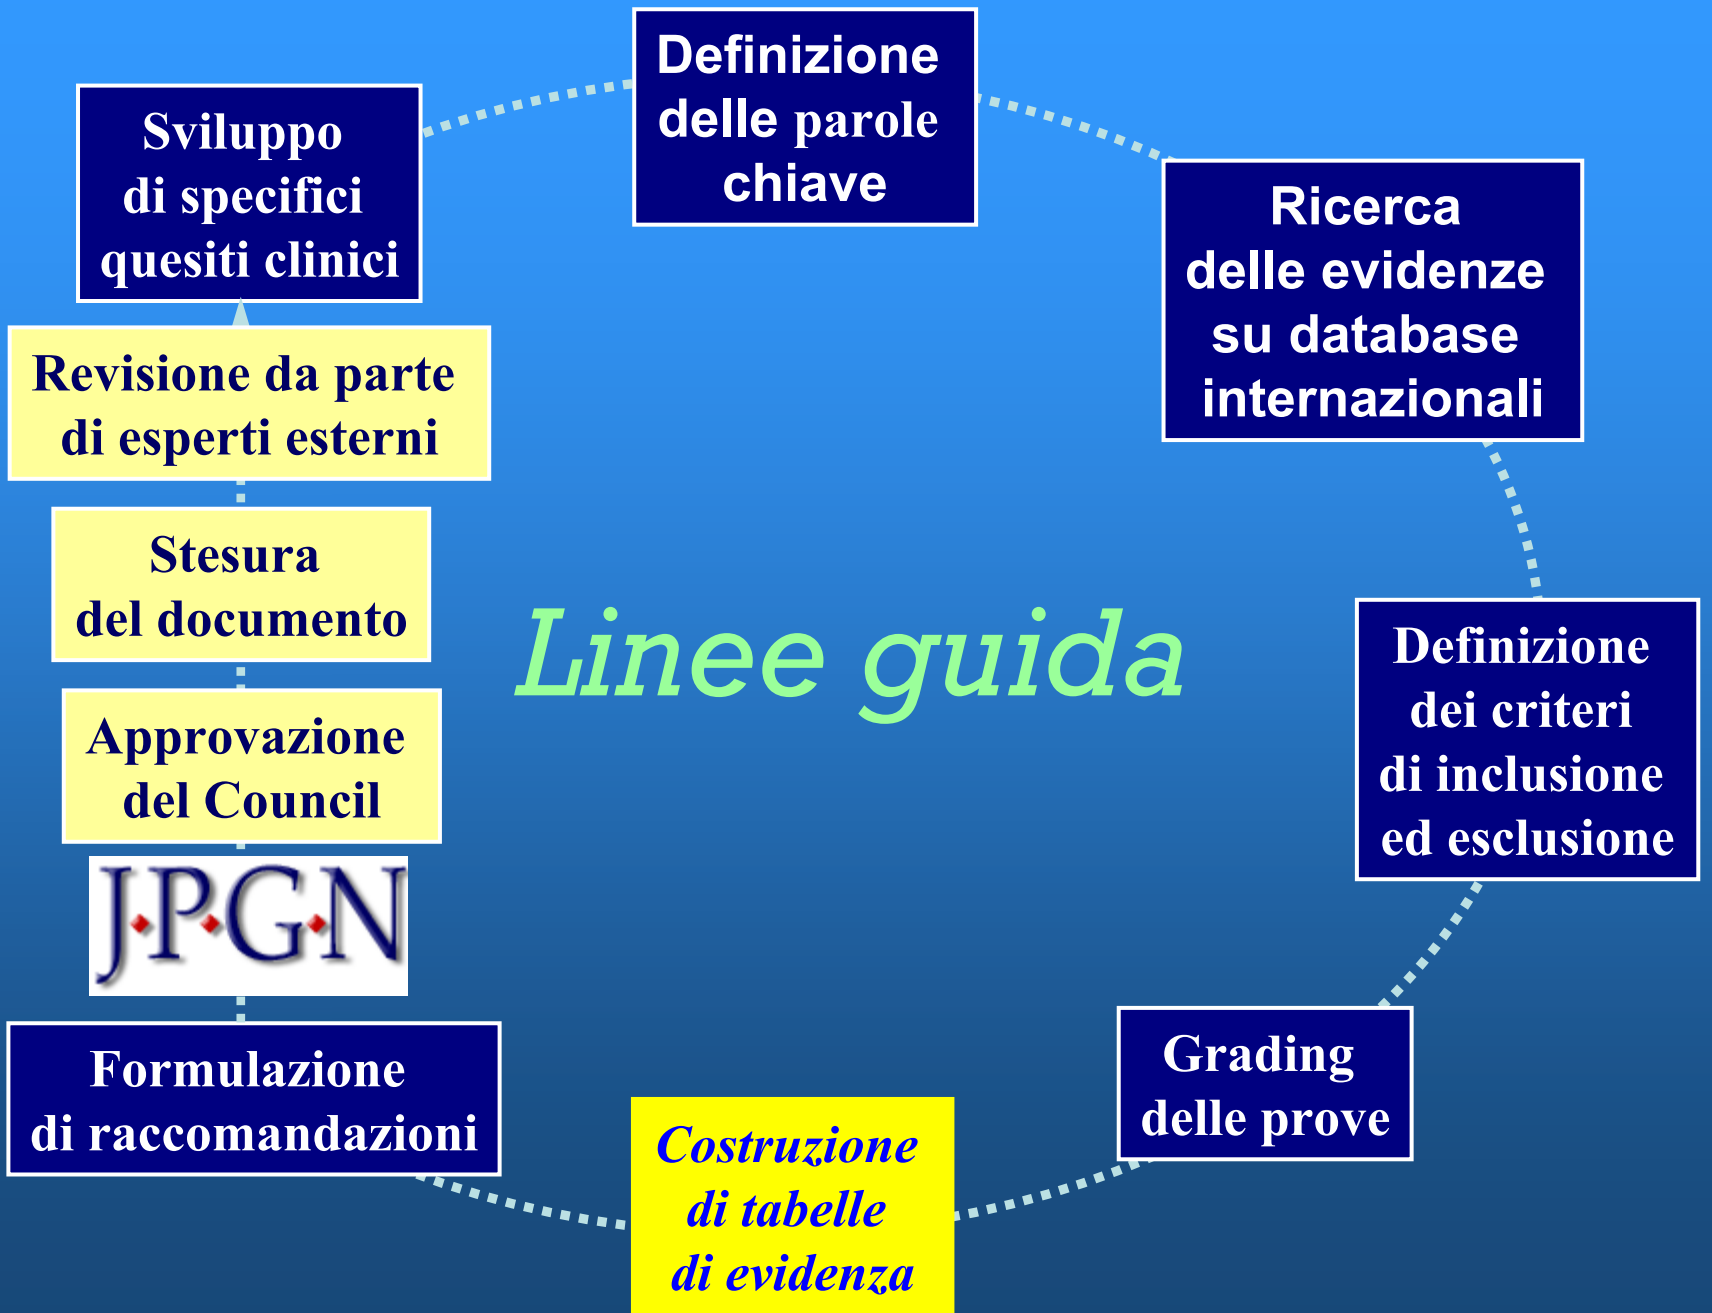 Definizione
delle parole
chiave
Sviluppo
di specifici
quesiti clinici
Ricerca
delle evidenze
su database
internazionali
Revisione da parte
di esperti esterni
Stesura
del documento
Linee guida
Definizione
dei criteri
di inclusione
ed esclusione
Approvazione
del Council
J•P•G•N
Grading
delle prove
Formulazione
di raccomandazioni
Costruzione
di tabelle
di evidenza